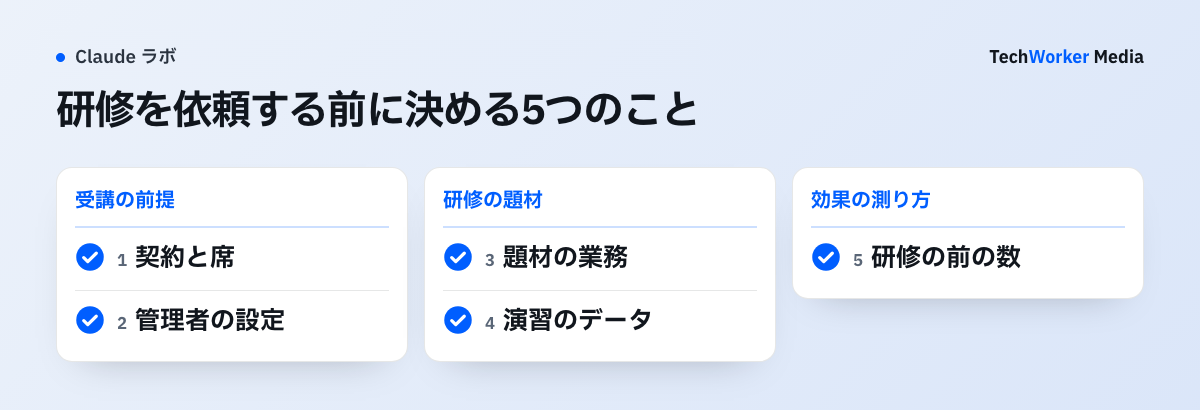 Claude ラボ
TechWorker Media
研修を依頼する前に決める5つのこと
受講の前提
1 契約と席
2 管理者の設定
研修の題材
3 題材の業務
4 演習のデータ
効果の測り方
5 研修の前の数